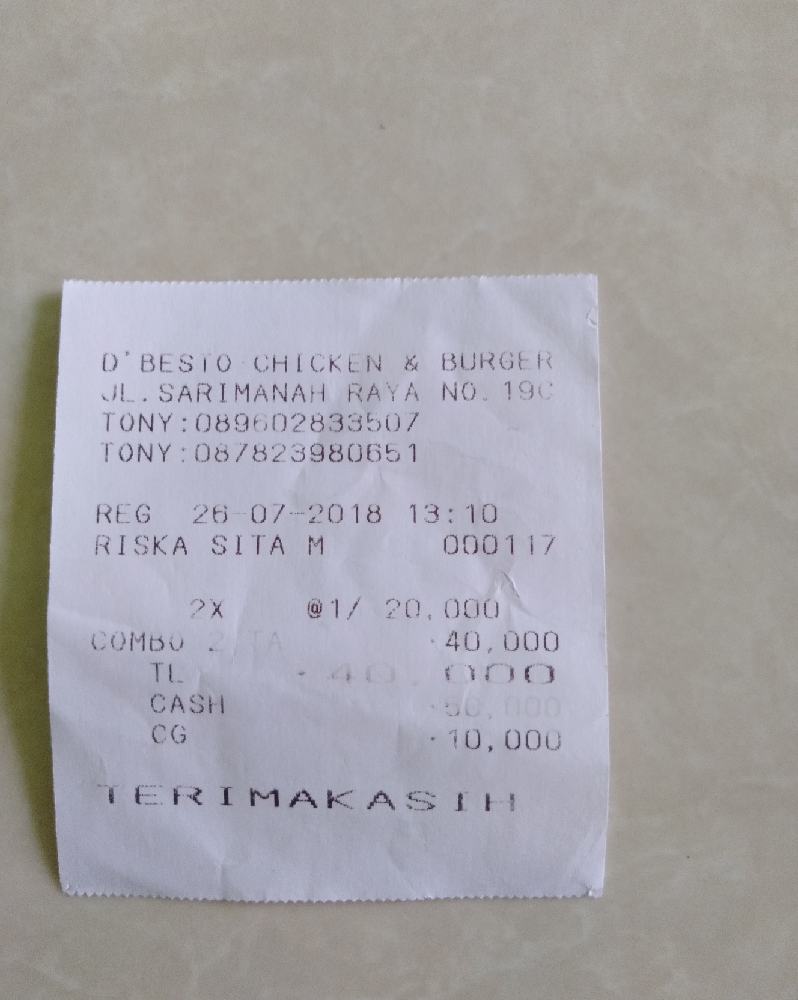 D'BESTO CHICKEN & BURGER
JL.SARIMANAH RAYA NO.19C
TONY:089602833507
TONY:087823980651
REG 26-07-2018 13:10
RISKA SITA M 000117
2X @1/ 20,000
COMBO 2 TA ·40,000
TL ·40,000
CASH ·50,000
CG ·10,000
TERIMAKASIH